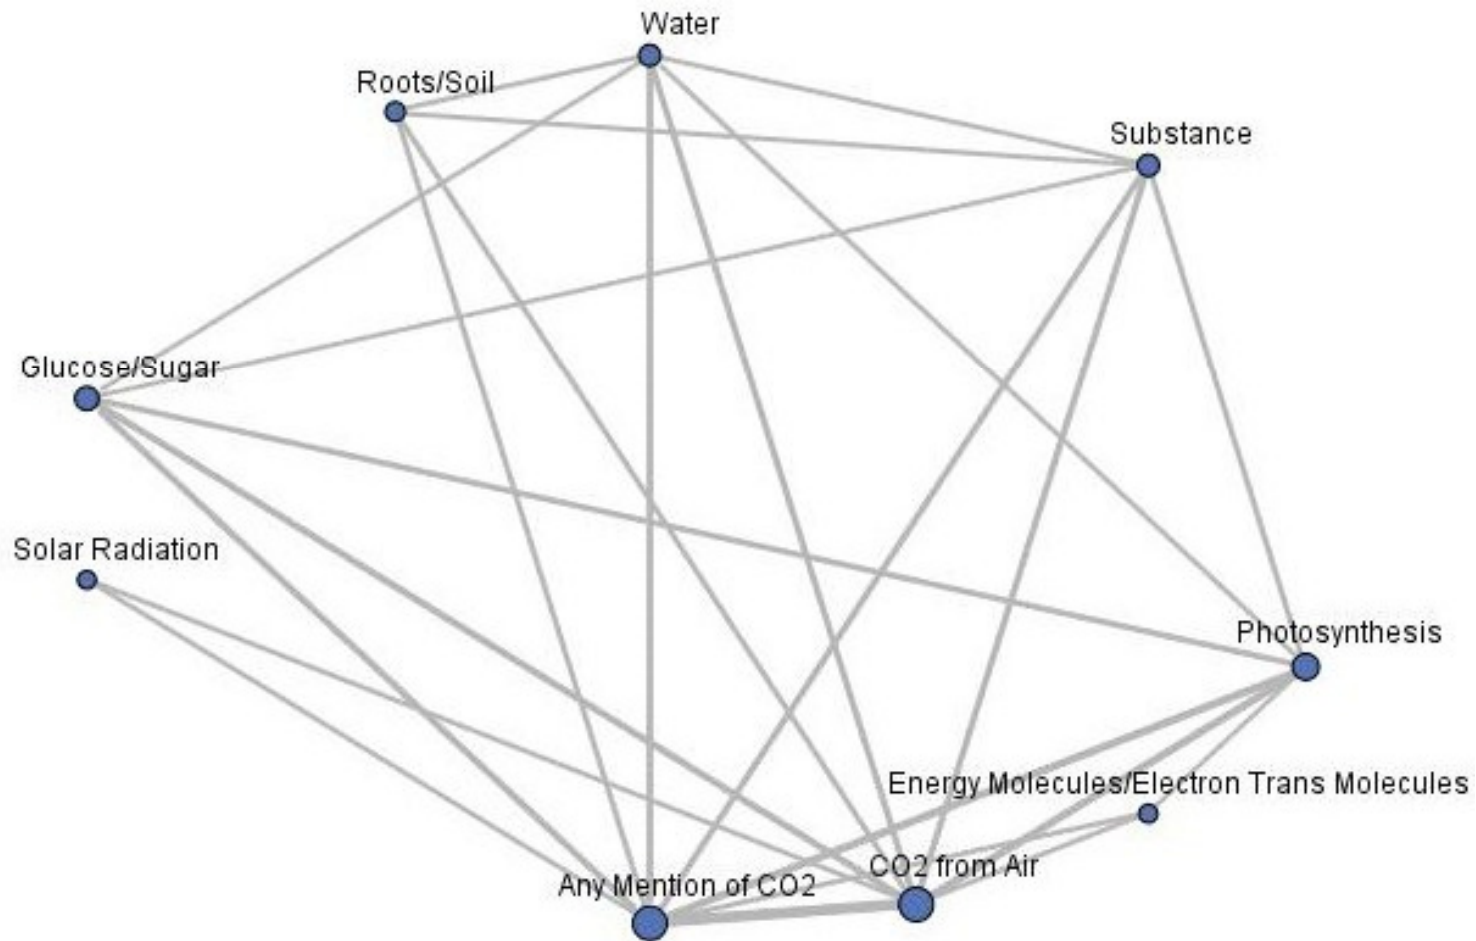 Water
Roots/Soil
Substance
Glucose/Sugar
Solar Radiation
Photosynthesis
Energy Molecules/Electron Trans Molecules
CO2 from Air
Any Mention of CO2